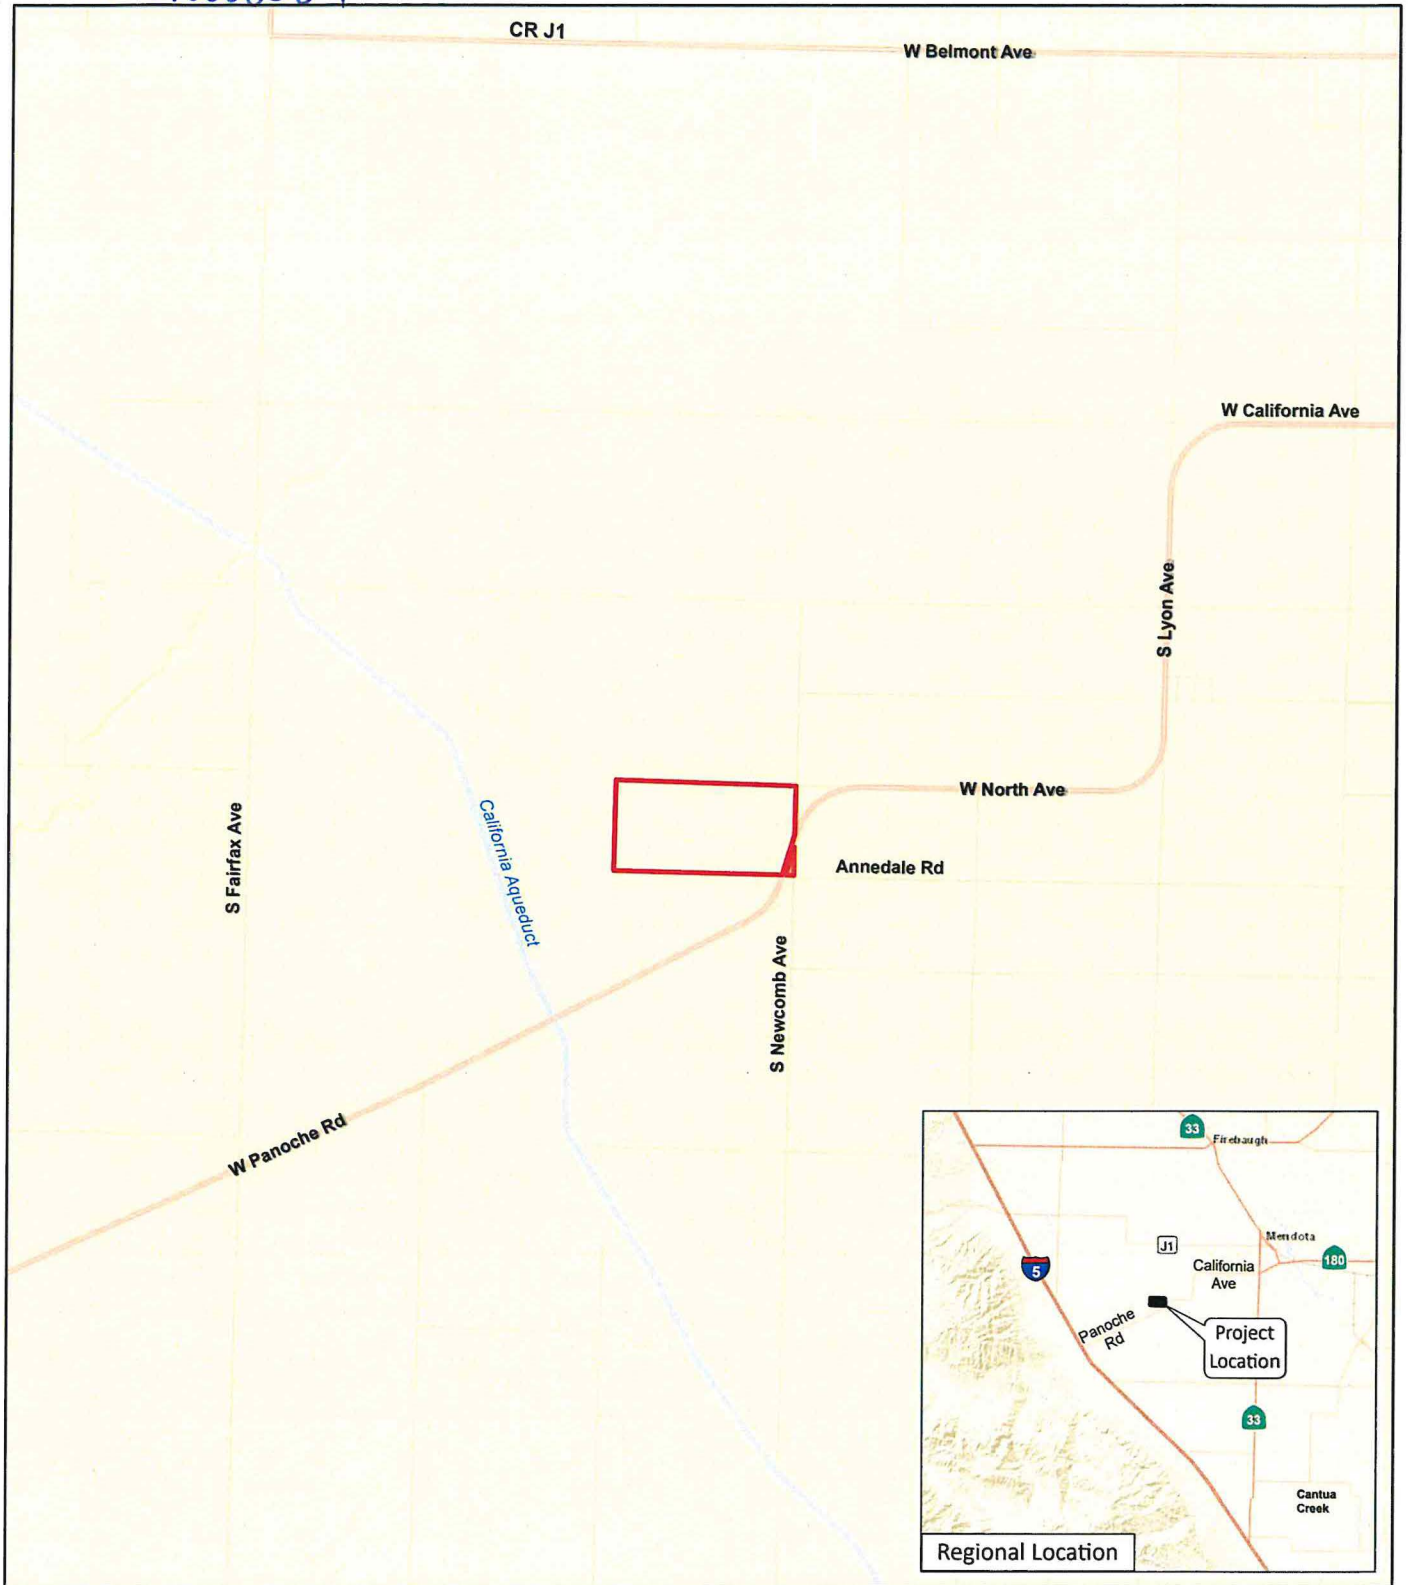 CR J1
W Belmont Ave
W California Ave
S Lyon Ave
W North Ave
S Fairfax Ave
California Aqueduct
Annedale Rd
S Newcomb Ave
W Panoche Rd
33
Firebaugh
J1
Mendota
5
California
Ave
180
Panoche
Rd
Project
Location
33
Cantua
Creek
Regional Location